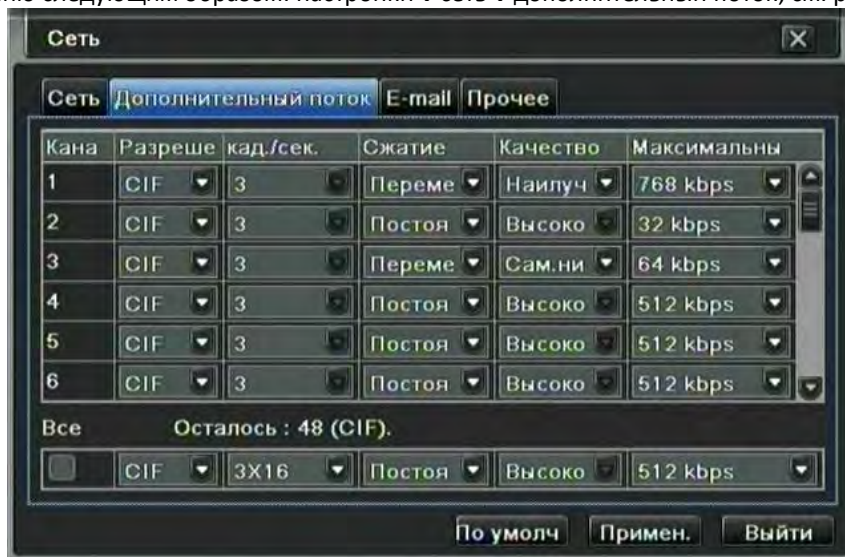 Сеть
Сеть Дополнительный поток E-mail Прочее
Кана Разреше кад./сек. Сжатие Качество Максимальны
1 CIF 3 Переме Наилуч 768 kbps
2 CIF 3 Постоя Высоко 32 kbps
3 CIF 3 Переме Сам.ни 64 kbps
4 CIF 3 Постоя Высоко 512 kbps
5 CIF 3 Постоя Высоко 512 kbps
6 CIF 3 Постоя Высоко 512 kbps
Все Осталось : 48 (CIF).
CIF 3X16 Постоя Высоко 512 kbps
По умолч Примен. Выйти